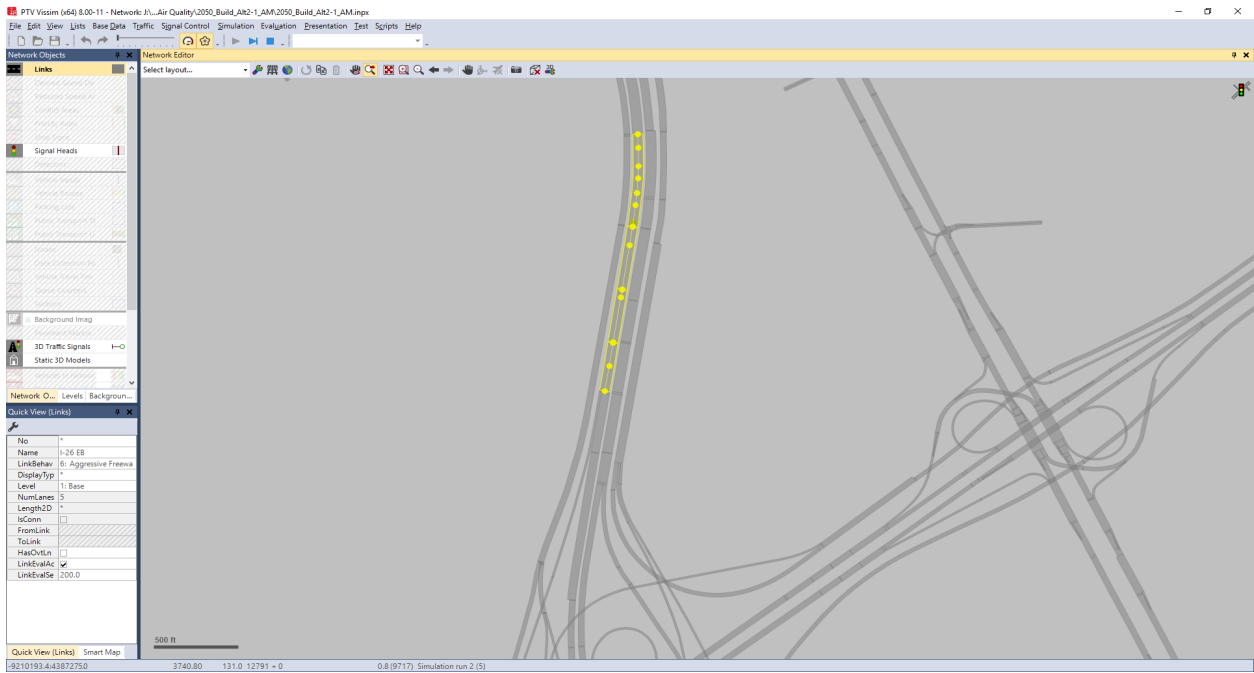 PTV Vissim (x64) 8.00-11 - Network: J:\...Air Quality\2050_Build_Alt2-1_AM\2050_Build_Alt2-1_AM.inpx
File Edit View Lists Base Data Traffic Signal Control Simulation Evaluation Presentation Test Scripts Help
Network Objects
Network Editor
Links
Select layout...
Signal Heads
Background Imag
3D Traffic Signals
Static 3D Models
Network O... Levels Backgroun...
Quick View (Links)
No *
Name I-26 EB
LinkBehav 6: Aggressive Freewa
DisplayTyp *
Level 1: Base
NumLanes 5
Length2D *
IsConn
FromLink
ToLink
HasOvtLn
LinkEvalAc
LinkEvalSe 200.0
500 ft
Quick View (Links) Smart Map
-9210193.4:4387275.0 3740.80 131.0 12791 + 0 0.8 (9717) Simulation run 2 (5)